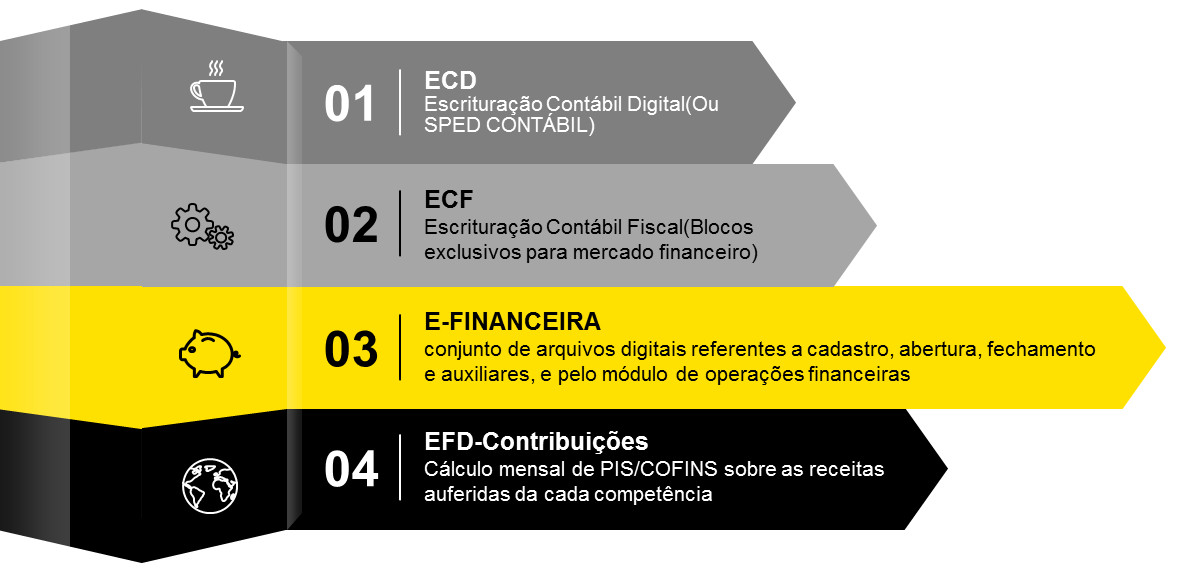 01
ECD
Escrituração Contábil Digital(Ou
SPED CONTÁBIL)
02
ECF
Escrituração Contábil Fiscal(Blocos
exclusivos para mercado financeiro)
03
E-FINANCEIRA
conjunto de arquivos digitais referentes a cadastro, abertura, fechamento
e auxiliares, e pelo módulo de operações financeiras
04
EFD-Contribuições
Cálculo mensal de PIS/COFINS sobre as receitas
auferidas da cada competência